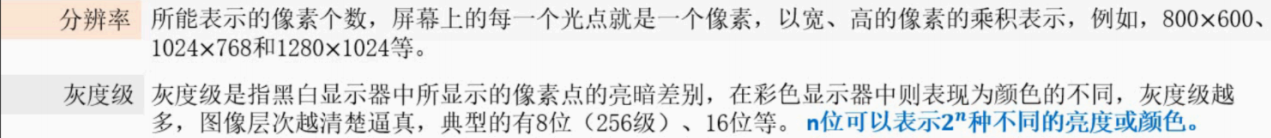 分辨率 所能表示的像素个数，屏幕上的每一个光点就是一个像素，以宽、高的像素的乘积表示，例如，800×600、
1024×768和1280×1024等。
灰度级 灰度级是指黑白显示器中所显示的像素点的亮暗差别，在彩色显示器中则表现为颜色的不同，灰度级越
多，图像层次越清楚逼真，典型的有8位（256级）、16位等。 n位可以表示2ⁿ种不同的亮度或颜色。